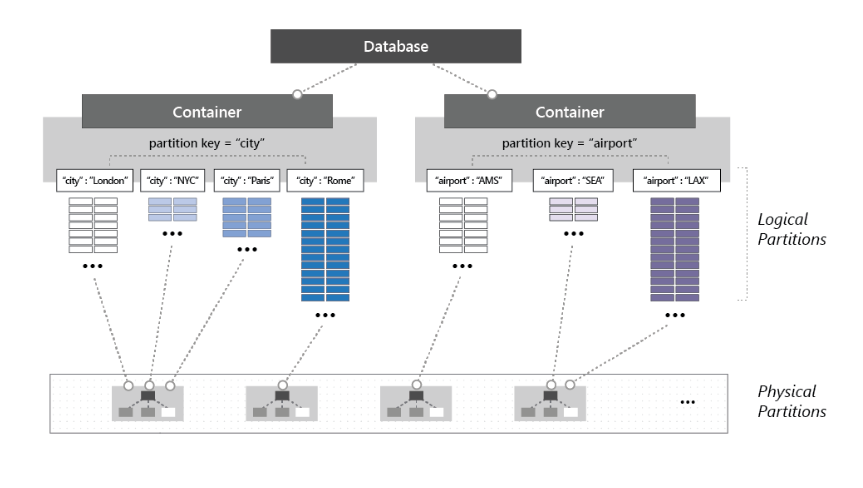 Database
Container
Container
partition key = “city”
partition key = “airport”
“city” : “London”
“city” : “NYC”
“city” : “Paris”
“city” : “Rome”
“airport” : “AMS”
“airport” : “SEA”
“airport” : “LAX”
Logical
Partitions
Physical
Partitions